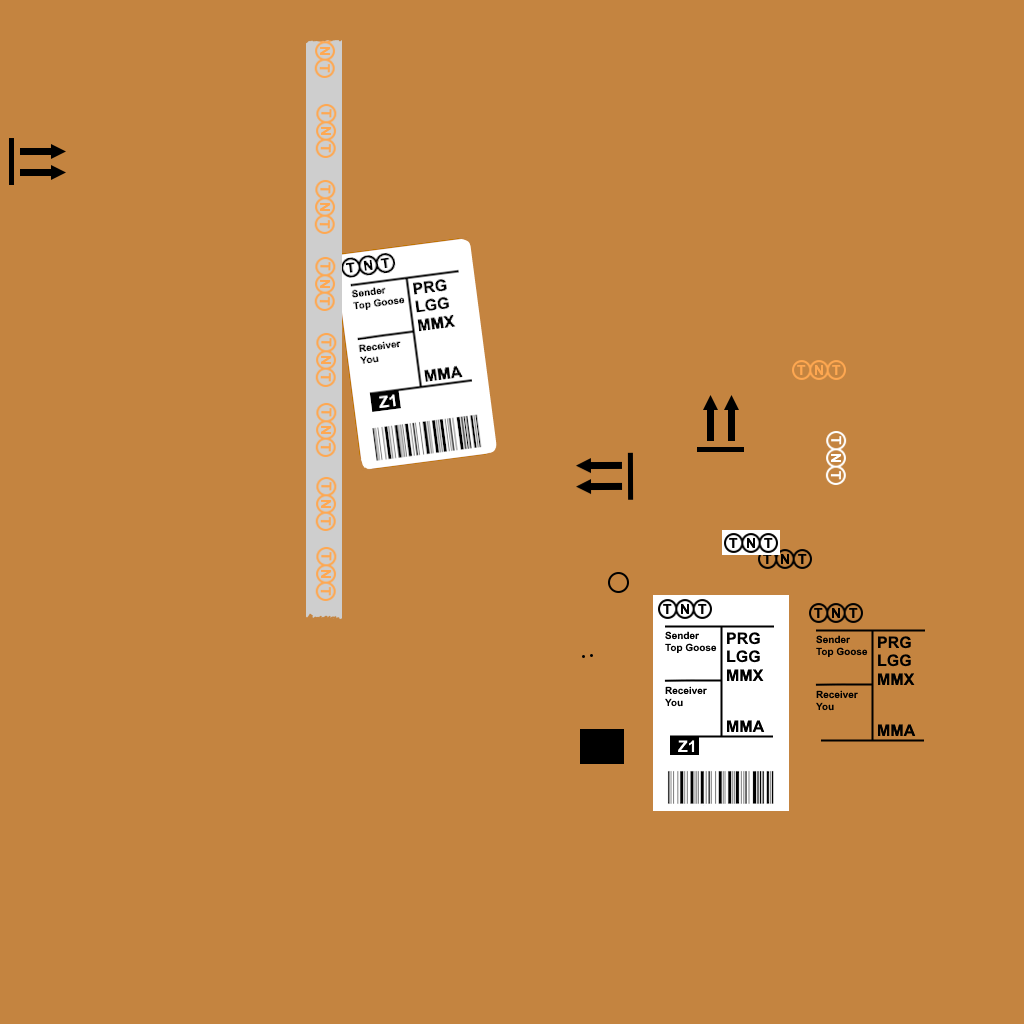 TNT
TNT
TNT
TNT
TNT
TNT
TNT
TNT
TNT
Sender
Top Goose
PRG
LGG
MMX
Receiver
You
MMA
Z1
TNT
TNT
TNT
TNT
TNT
Sender
Top Goose
PRG
LGG
MMX
Receiver
You
MMA
Z1
TNT
Sender
Top Goose
PRG
LGG
MMX
Receiver
You
MMA